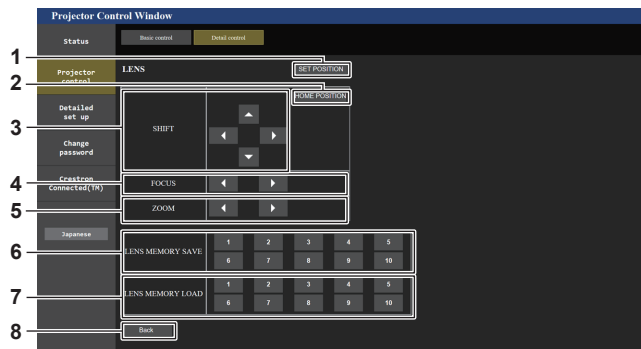 Projector Control Window
Status
Basic control
Detail control
1
LENS
SET POSITION
Projector control
2
HOME POSITION
3
SHIFT
Detailed set up
Change password
4
FOCUS
Crestron Connected(TM)
5
ZOOM
Japanese
6
LENS MEMORY SAVE
1 2 3 4 5
6 7 8 9 10
7
LENS MEMORY LOAD
1 2 3 4 5
6 7 8 9 10
8
Back